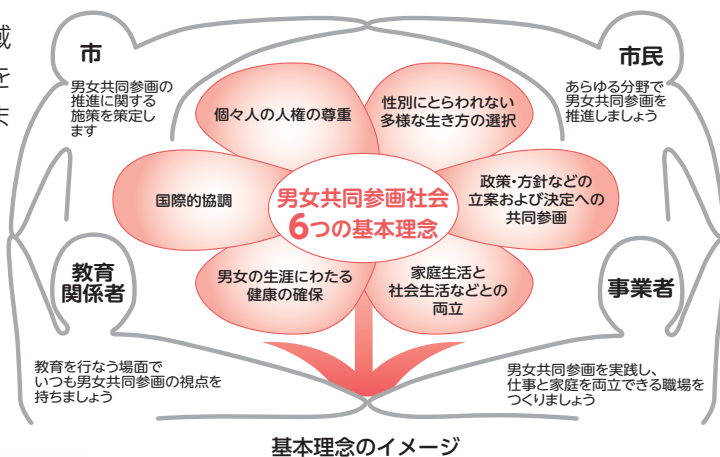 域
を
市
男女共同参画の
推進に関する
施策を策定し
ます
市民
あらゆる分野で
男女共同参画を
推進しましょう
個々人の人権の尊重
性別にとらわれない
多様な生き方の選択
国際的協調
男女共同参画社会
6つの基本理念
政策・方針などの
立案および決定への
共同参画
男女の生涯にわたる
健康の確保
家庭生活と
社会生活などとの
両立
教育
関係者
教育を行なう場面で
いつも男女共同参画の視点を
持ちましょう
事業者
男女共同参画を実践し、
仕事と家庭を両立できる職場を
つくりましょう
基本理念のイメージ